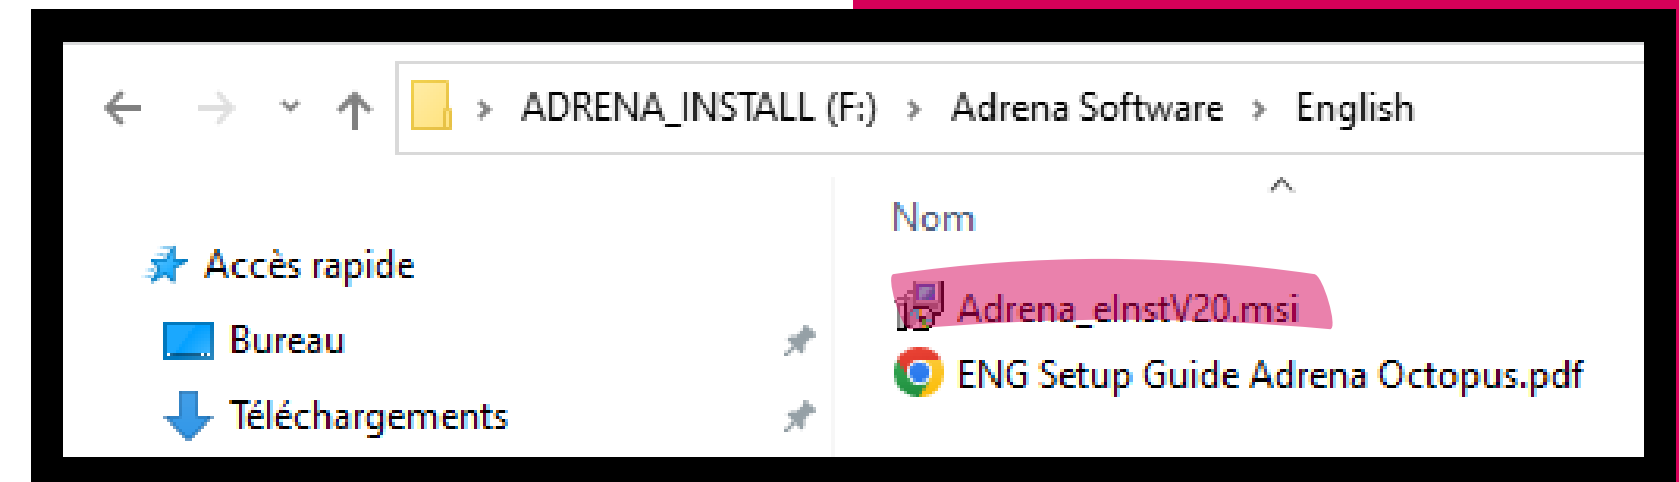 ADRENA_INSTALL (F:) > Adrena Software > English
Nom
Accès rapide
Adrena_eInstV20.msi
Bureau
ENG Setup Guide Adrena Octopus.pdf
Téléchargements